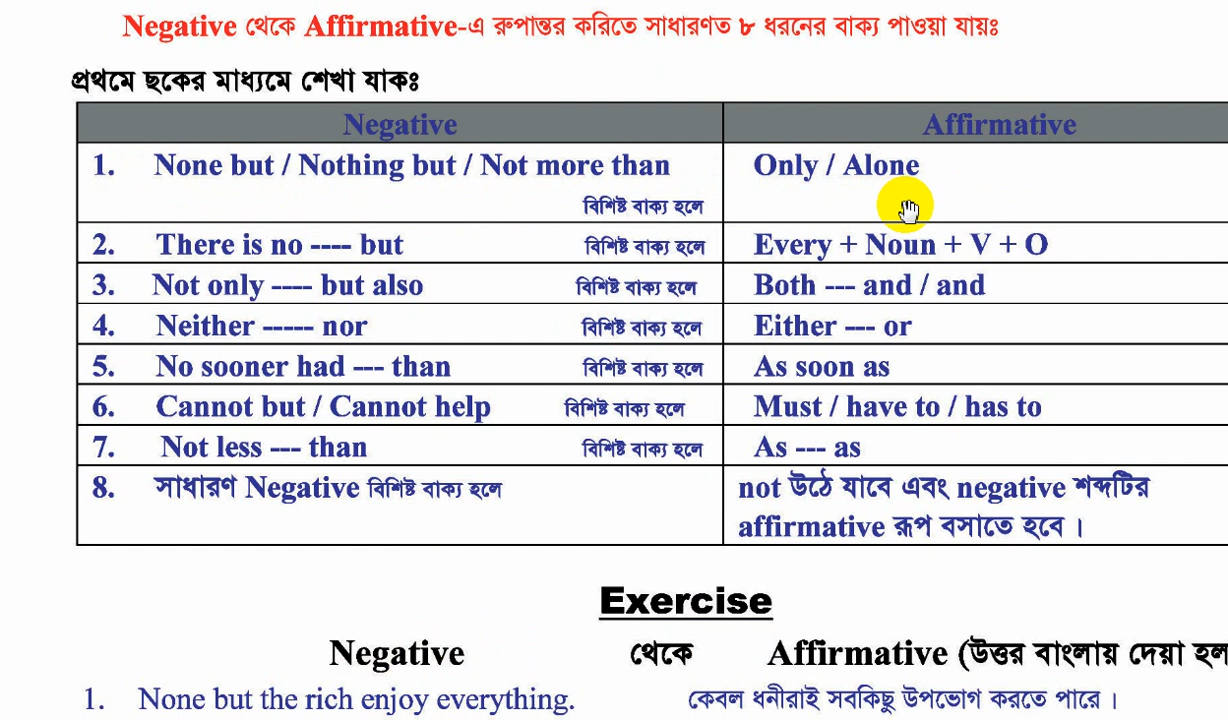 Negative থেকে Affirmative-এ রুপান্তর করিতে সাধারণত ৮ ধরনের বাক্য পাওয়া যায়ঃ
প্রথমে ছকের মাধ্যমে শেখা যাকঃ
Negative Affirmative
1. None but / Nothing but / Not more than Only / Alone
বিশিষ্ট বাক্য হলে
2. There is no ---- but বিশিষ্ট বাক্য হলে Every + Noun + V + O
3. Not only ---- but also বিশিষ্ট বাক্য হলে Both --- and / and
4. Neither ----- nor বিশিষ্ট বাক্য হলে Either --- or
5. No sooner had --- than বিশিষ্ট বাক্য হলে As soon as
6. Cannot but / Cannot help বিশিষ্ট বাক্য হলে Must / have to / has to
7. Not less --- than বিশিষ্ট বাক্য হলে As --- as
8. সাধারণ Negative বিশিষ্ট বাক্য হলে not উঠে যাবে এবং negative শব্দটির
affirmative রূপ বসাতে হবে ।
Exercise
Negative থেকে Affirmative (উত্তর বাংলায় দেয়া হল
1. None but the rich enjoy everything. কেবল ধনীরাই সবকিছু উপভোগ করতে পারে ।